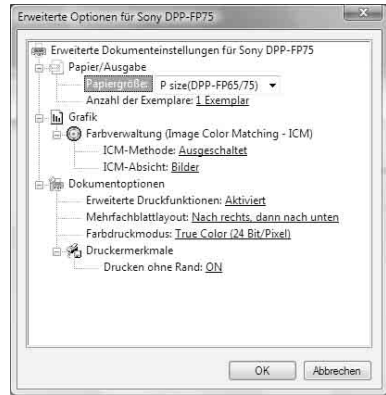 Erweiterte Optionen für Sony DPP-FP75
Erweiterte Dokumenteinstellungen für Sony DPP-FP75
Papier/Ausgabe
Papiergröße: P size(DPP-FP65/75)
Anzahl der Exemplare: 1 Exemplar
Grafik
Farbverwaltung (Image Color Matching - ICM)
ICM-Methode: Ausgeschaltet
ICM-Absicht: Bilder
Dokumentoptionen
Erweiterte Druckfunktionen: Aktiviert
Mehrfachblattlayout: Nach rechts, dann nach unten
Farbdruckmodus: True Color (24 Bit/Pixel)
Druckermerkmale
Drucken ohne Rand: ON
OK Abbrechen